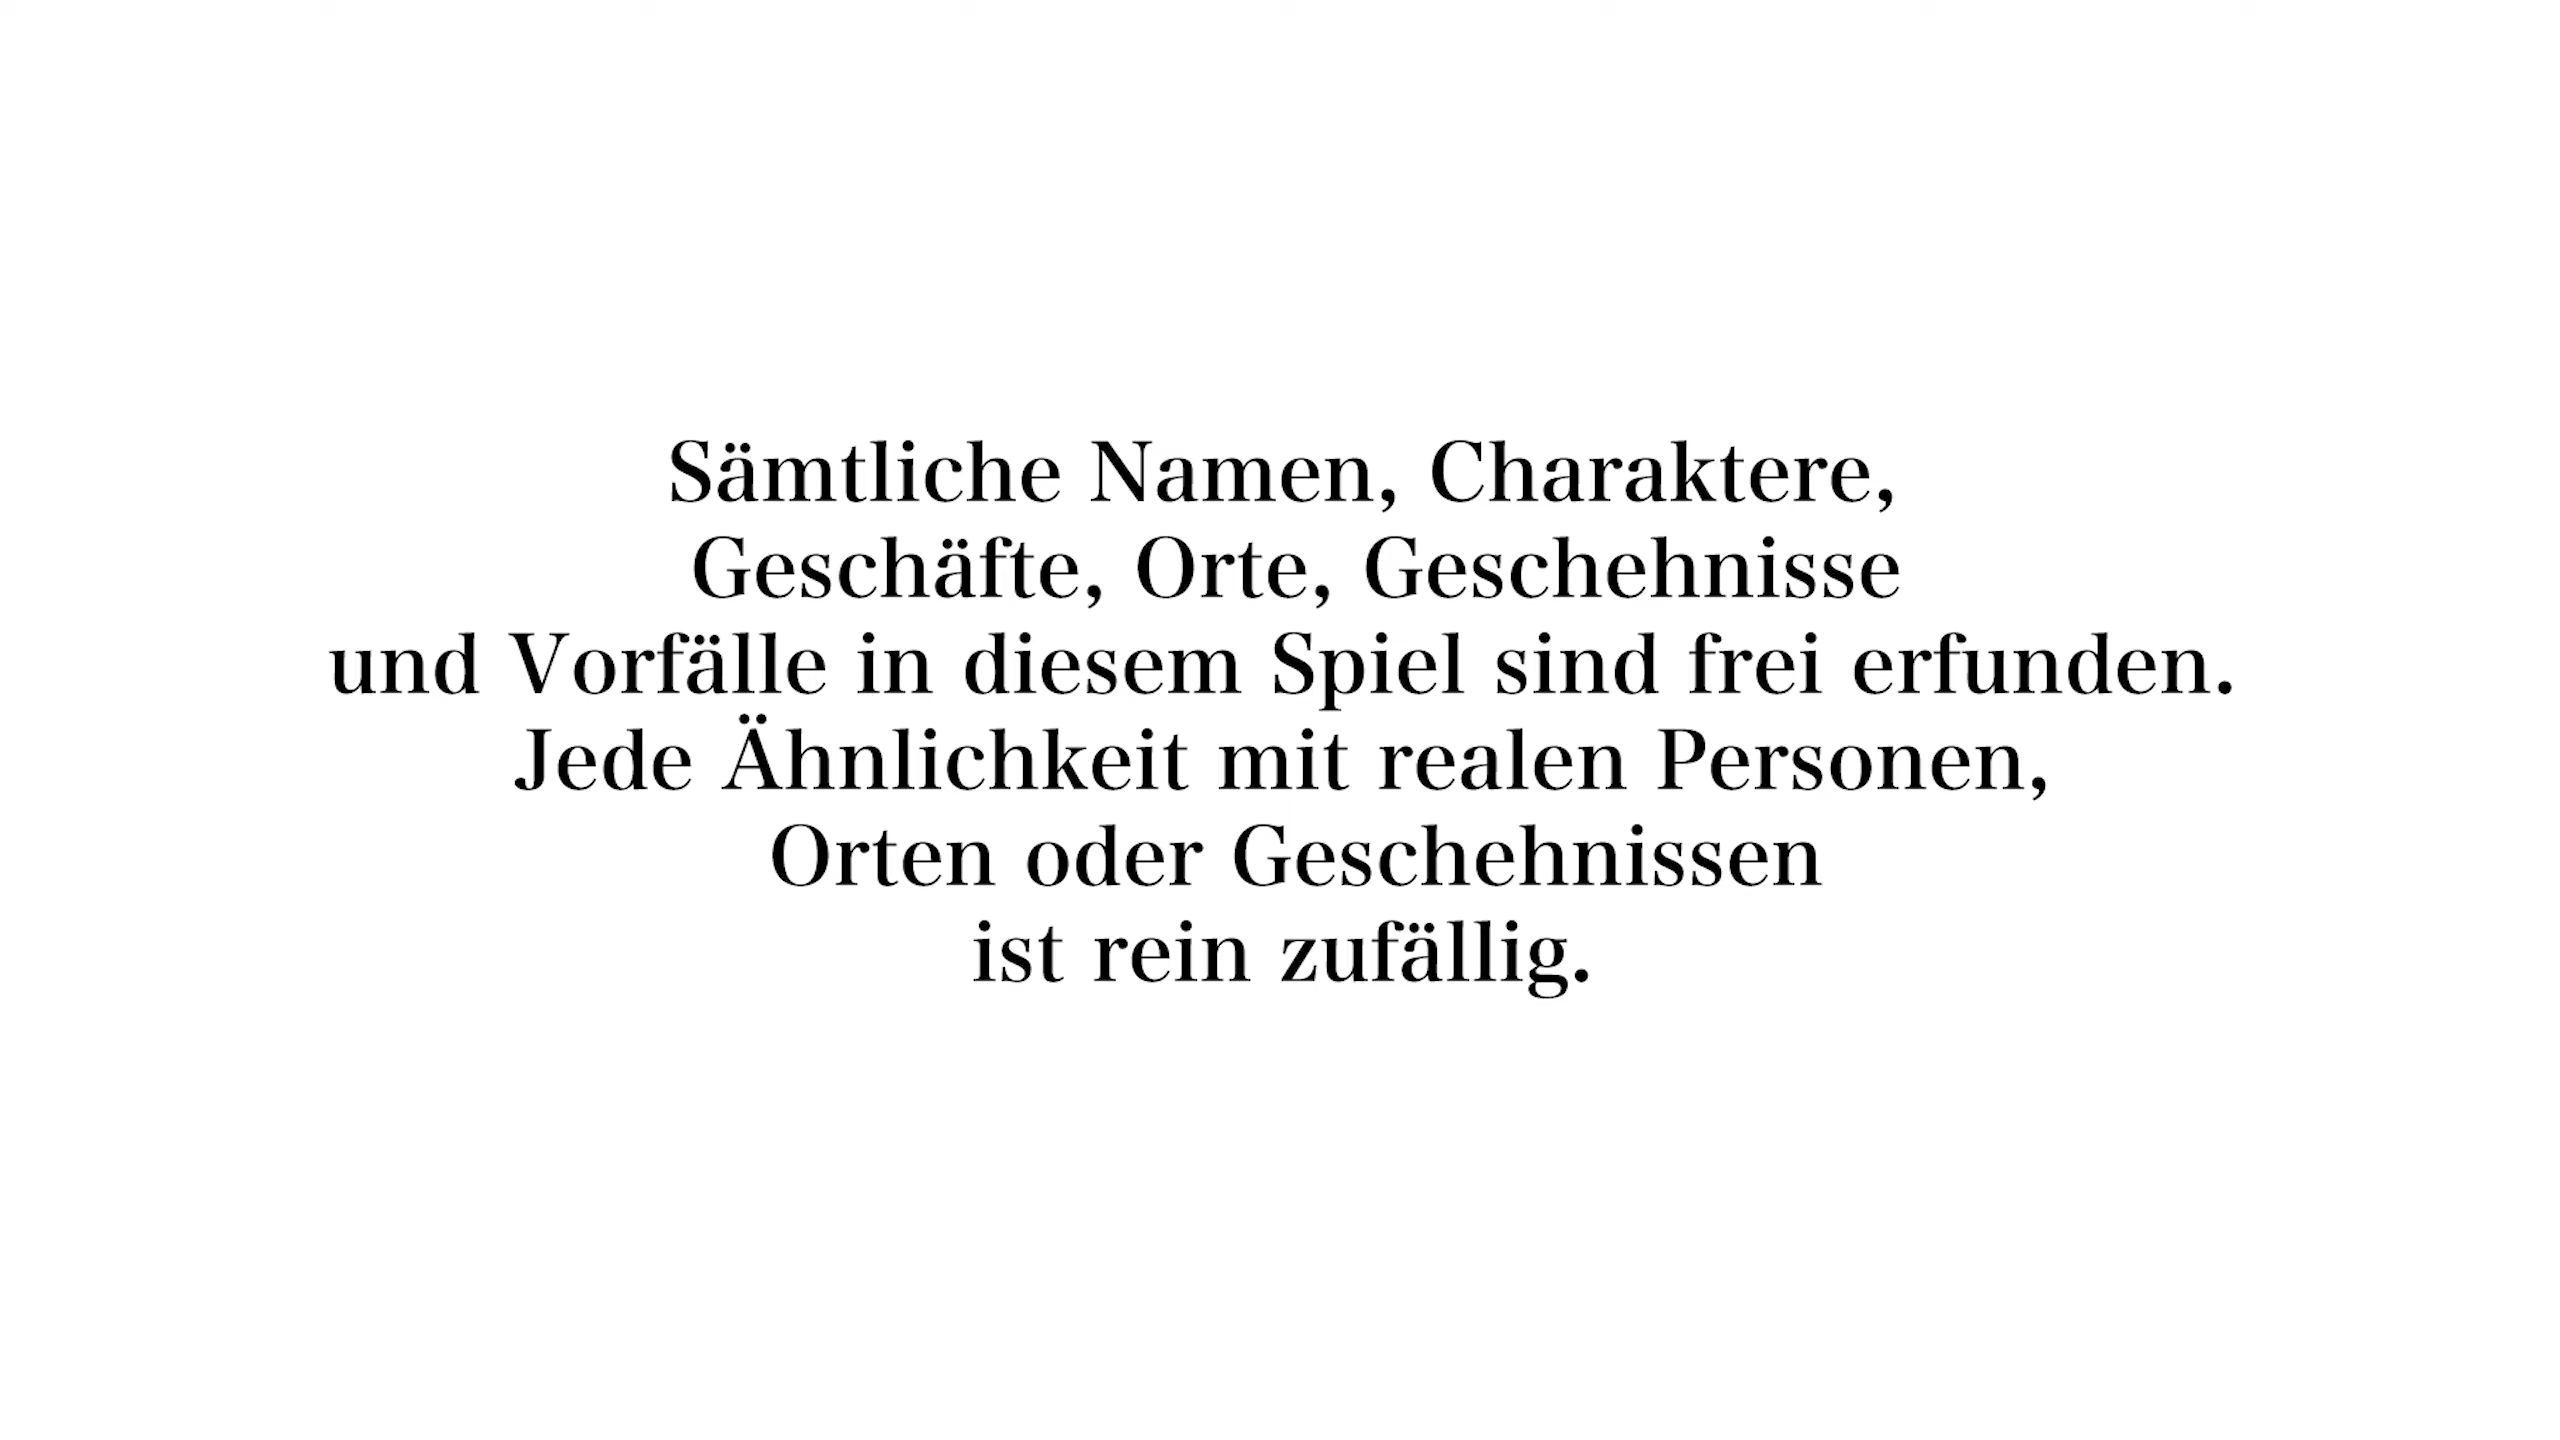 Sämtliche Namen, Charaktere,
Geschäfte, Orte, Geschehnisse
und Vorfälle in diesem Spiel sind frei erfunden.
Jede Ähnlichkeit mit realen Personen,
Orten oder Geschehnissen
ist rein zufällig.